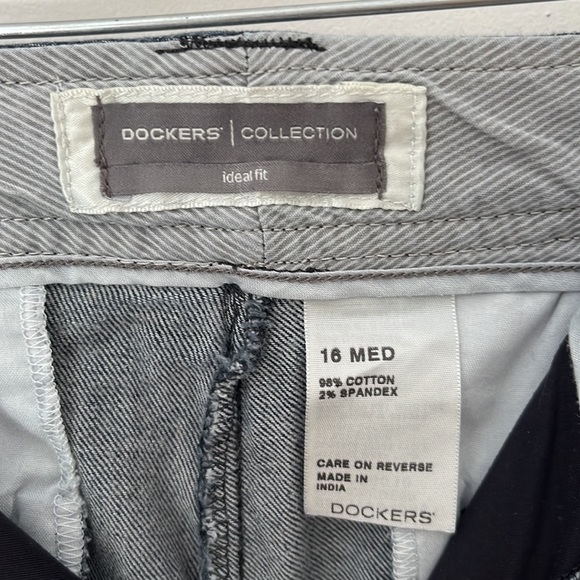 DOCKERS® | COLLECTION
ideal fit
16 MED
98% COTTON
2% SPANDEX
CARE ON REVERSE
MADE IN
INDIA
DOCKERS®